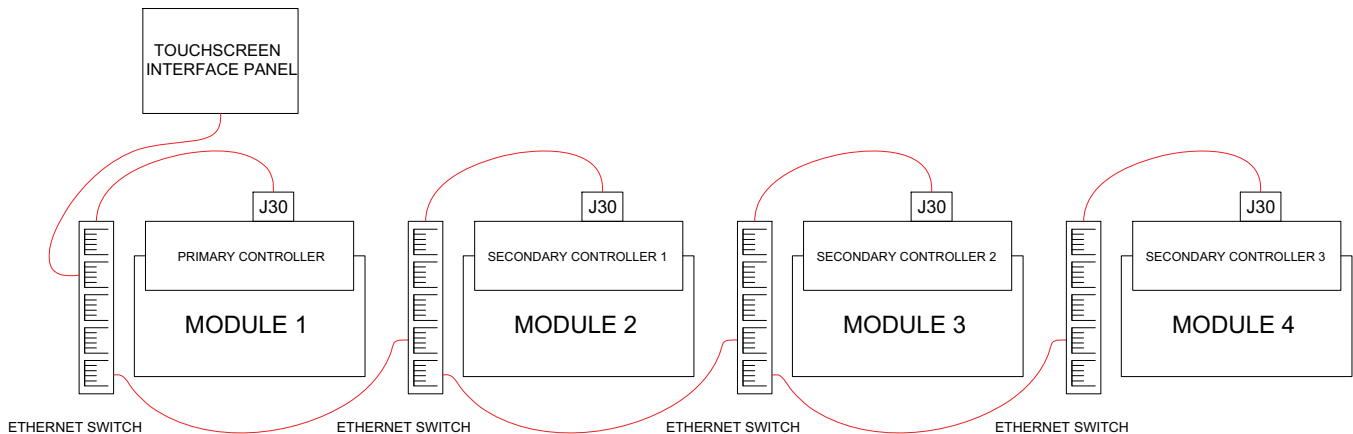 TOUCHSCREEN
INTERFACE PANEL
J30
J30
J30
J30
PRIMARY CONTROLLER
SECONDARY CONTROLLER 1
SECONDARY CONTROLLER 2
SECONDARY CONTROLLER 3
MODULE 1
MODULE 2
MODULE 3
MODULE 4
ETHERNET SWITCH
ETHERNET SWITCH
ETHERNET SWITCH
ETHERNET SWITCH